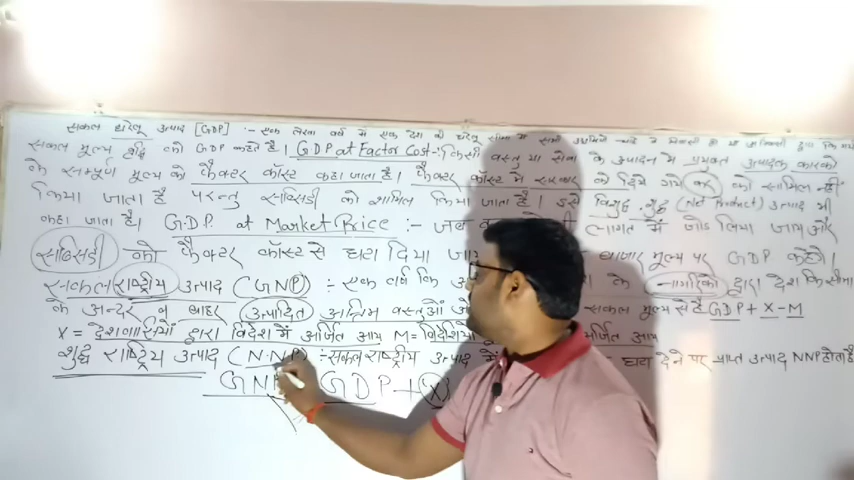 सकल घरेलू उत्पाद [GDP] :- एक लेखा वर्ष में एक देश की घरेलू सीमा में सभी
सकल मूल्य वृद्धि को GDP कहते है। GDP at Factor Cost-: किसी वस्तु या सेवा के उत्पादन में प्रयुक्त उत्पादक कारको
के सम्पूर्ण मूल्य को फैक्टर कॉस्ट कहा जाता है। फैक्टर कॉस्ट में सरकार को दिये गये कर को सामिल नहीं
किया जाता है परन्तु सब्सिडी को शामिल किया जाता है। इसे विशुद्ध शुद्ध (Net Product) उत्पाद भी
कहा जाता है। G.D.P. at Market Price :- जब लागत में जोड लिया जाय और
सब्सिडी को फैक्टर कॉस्ट से घटा दिया जा बाजार मूल्य पर GDP कहेगे।
सकल राष्ट्रीय उत्पाद (GNP) ÷ एक वर्ष कि के नागरिको द्वारा देश कि सीमा
के अन्दर व बाहर उत्पादित अन्तिम वस्तुओं सकल मूल्य से है GDP + X - M
X = देशवासियों द्वारा विदेश में अर्जित आय M = विदेशियो अर्जित आय
शुद्ध राष्ट्रिय उत्पाद (N.N.P) ÷ सकल राष्ट्रीय उत्पाद में घटा देने पर प्राप्त उत्पाद NNP होता है
GNP GDP + (X)